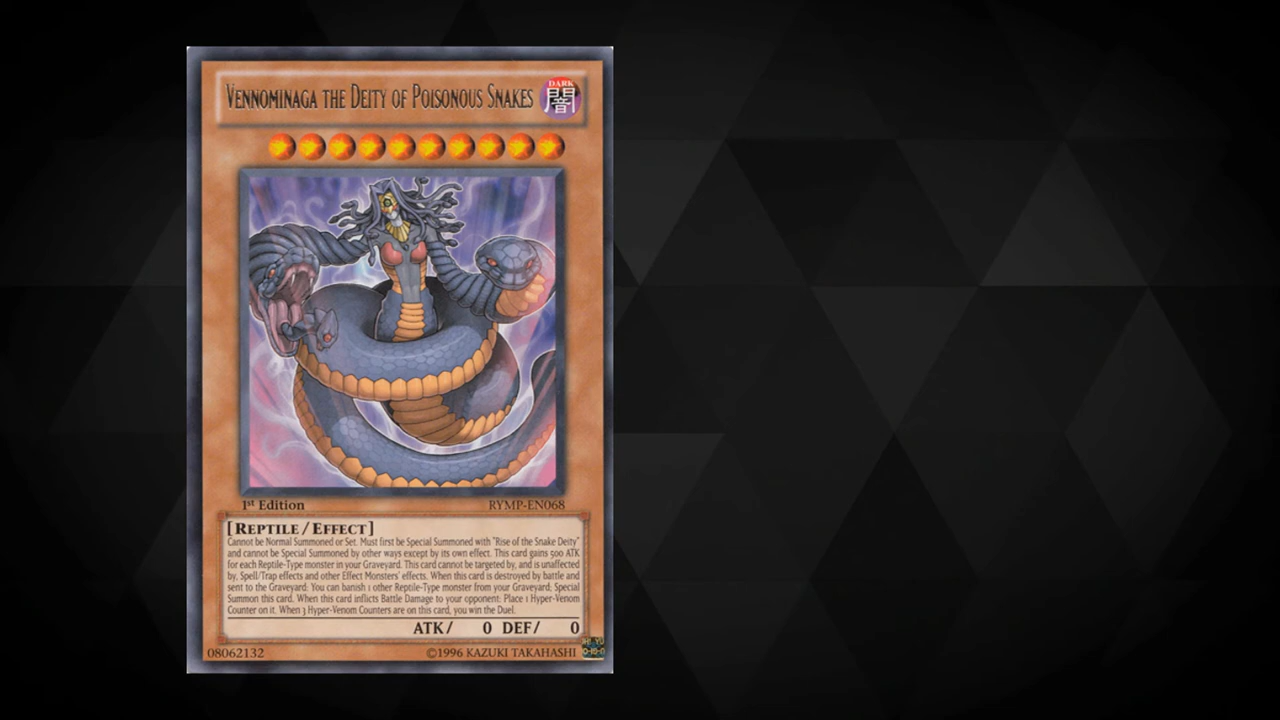 VENNOMINAGA THE DEITY OF POISONOUS SNAKES
DARK
闇
1st Edition
RYMP-EN068
[REPTILE/EFFECT]
Cannot be Normal Summoned or Set. Must first be Special Summoned with "Rise of the Snake Deity"
and cannot be Special Summoned by other ways except by its own effect. This card gains 500 ATK
for each Reptile-Type monster in your Graveyard. This card cannot be targeted by, and is unaffected
by, Spell/Trap effects and other Effect Monsters' effects. When this card is destroyed by battle and
sent to the Graveyard: You can banish 1 other Reptile-Type monster from your Graveyard; Special
Summon this card. When this card inflicts Battle Damage to your opponent: Place 1 Hyper-Venom
Counter on it. When 3 Hyper-Venom Counters are on this card, you win the Duel.
ATK/ 0 DEF/ 0
08062132
©1996 KAZUKI TAKAHASHI